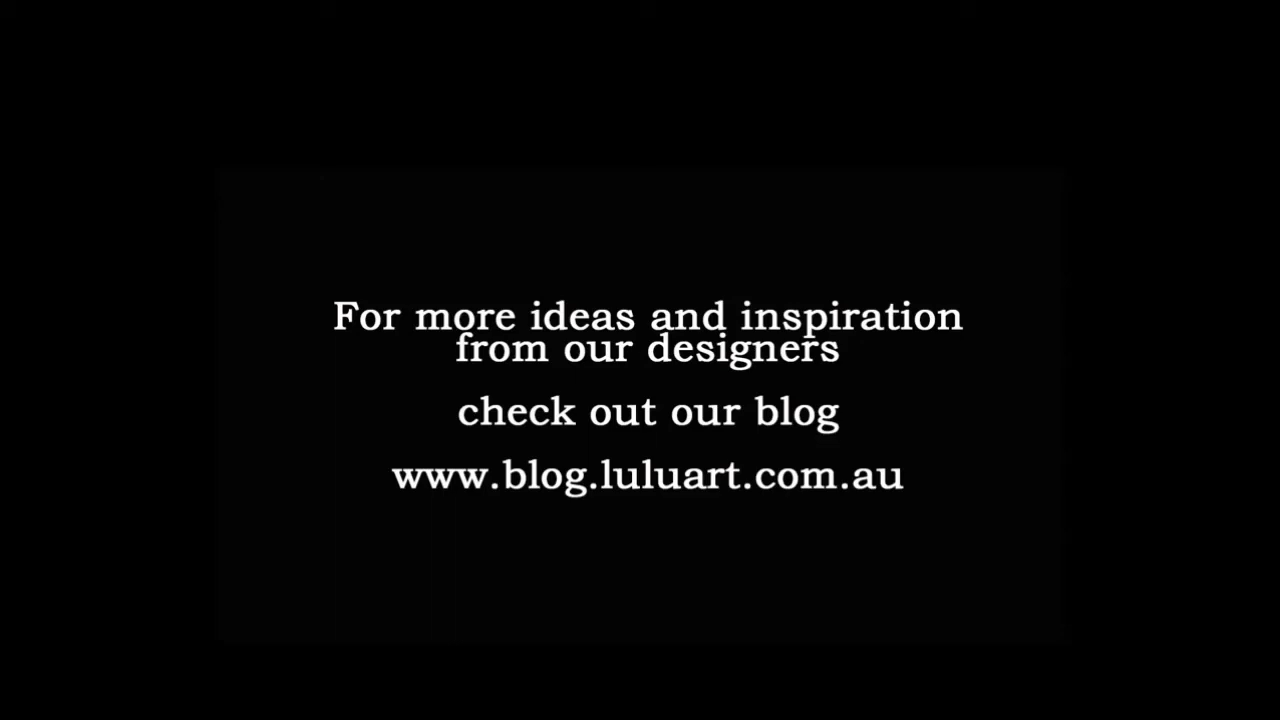 For more ideas and inspiration
from our designers
check out our blog
www.blog.luluart.com.au